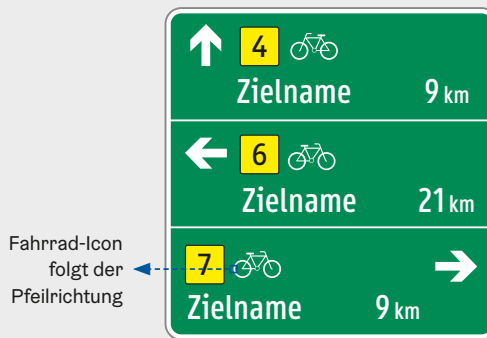 4
Zielname 9 km
6
Zielname 21 km
Fahrrad-Icon
folgt der
Pfeilrichtung
7
Zielname 9 km